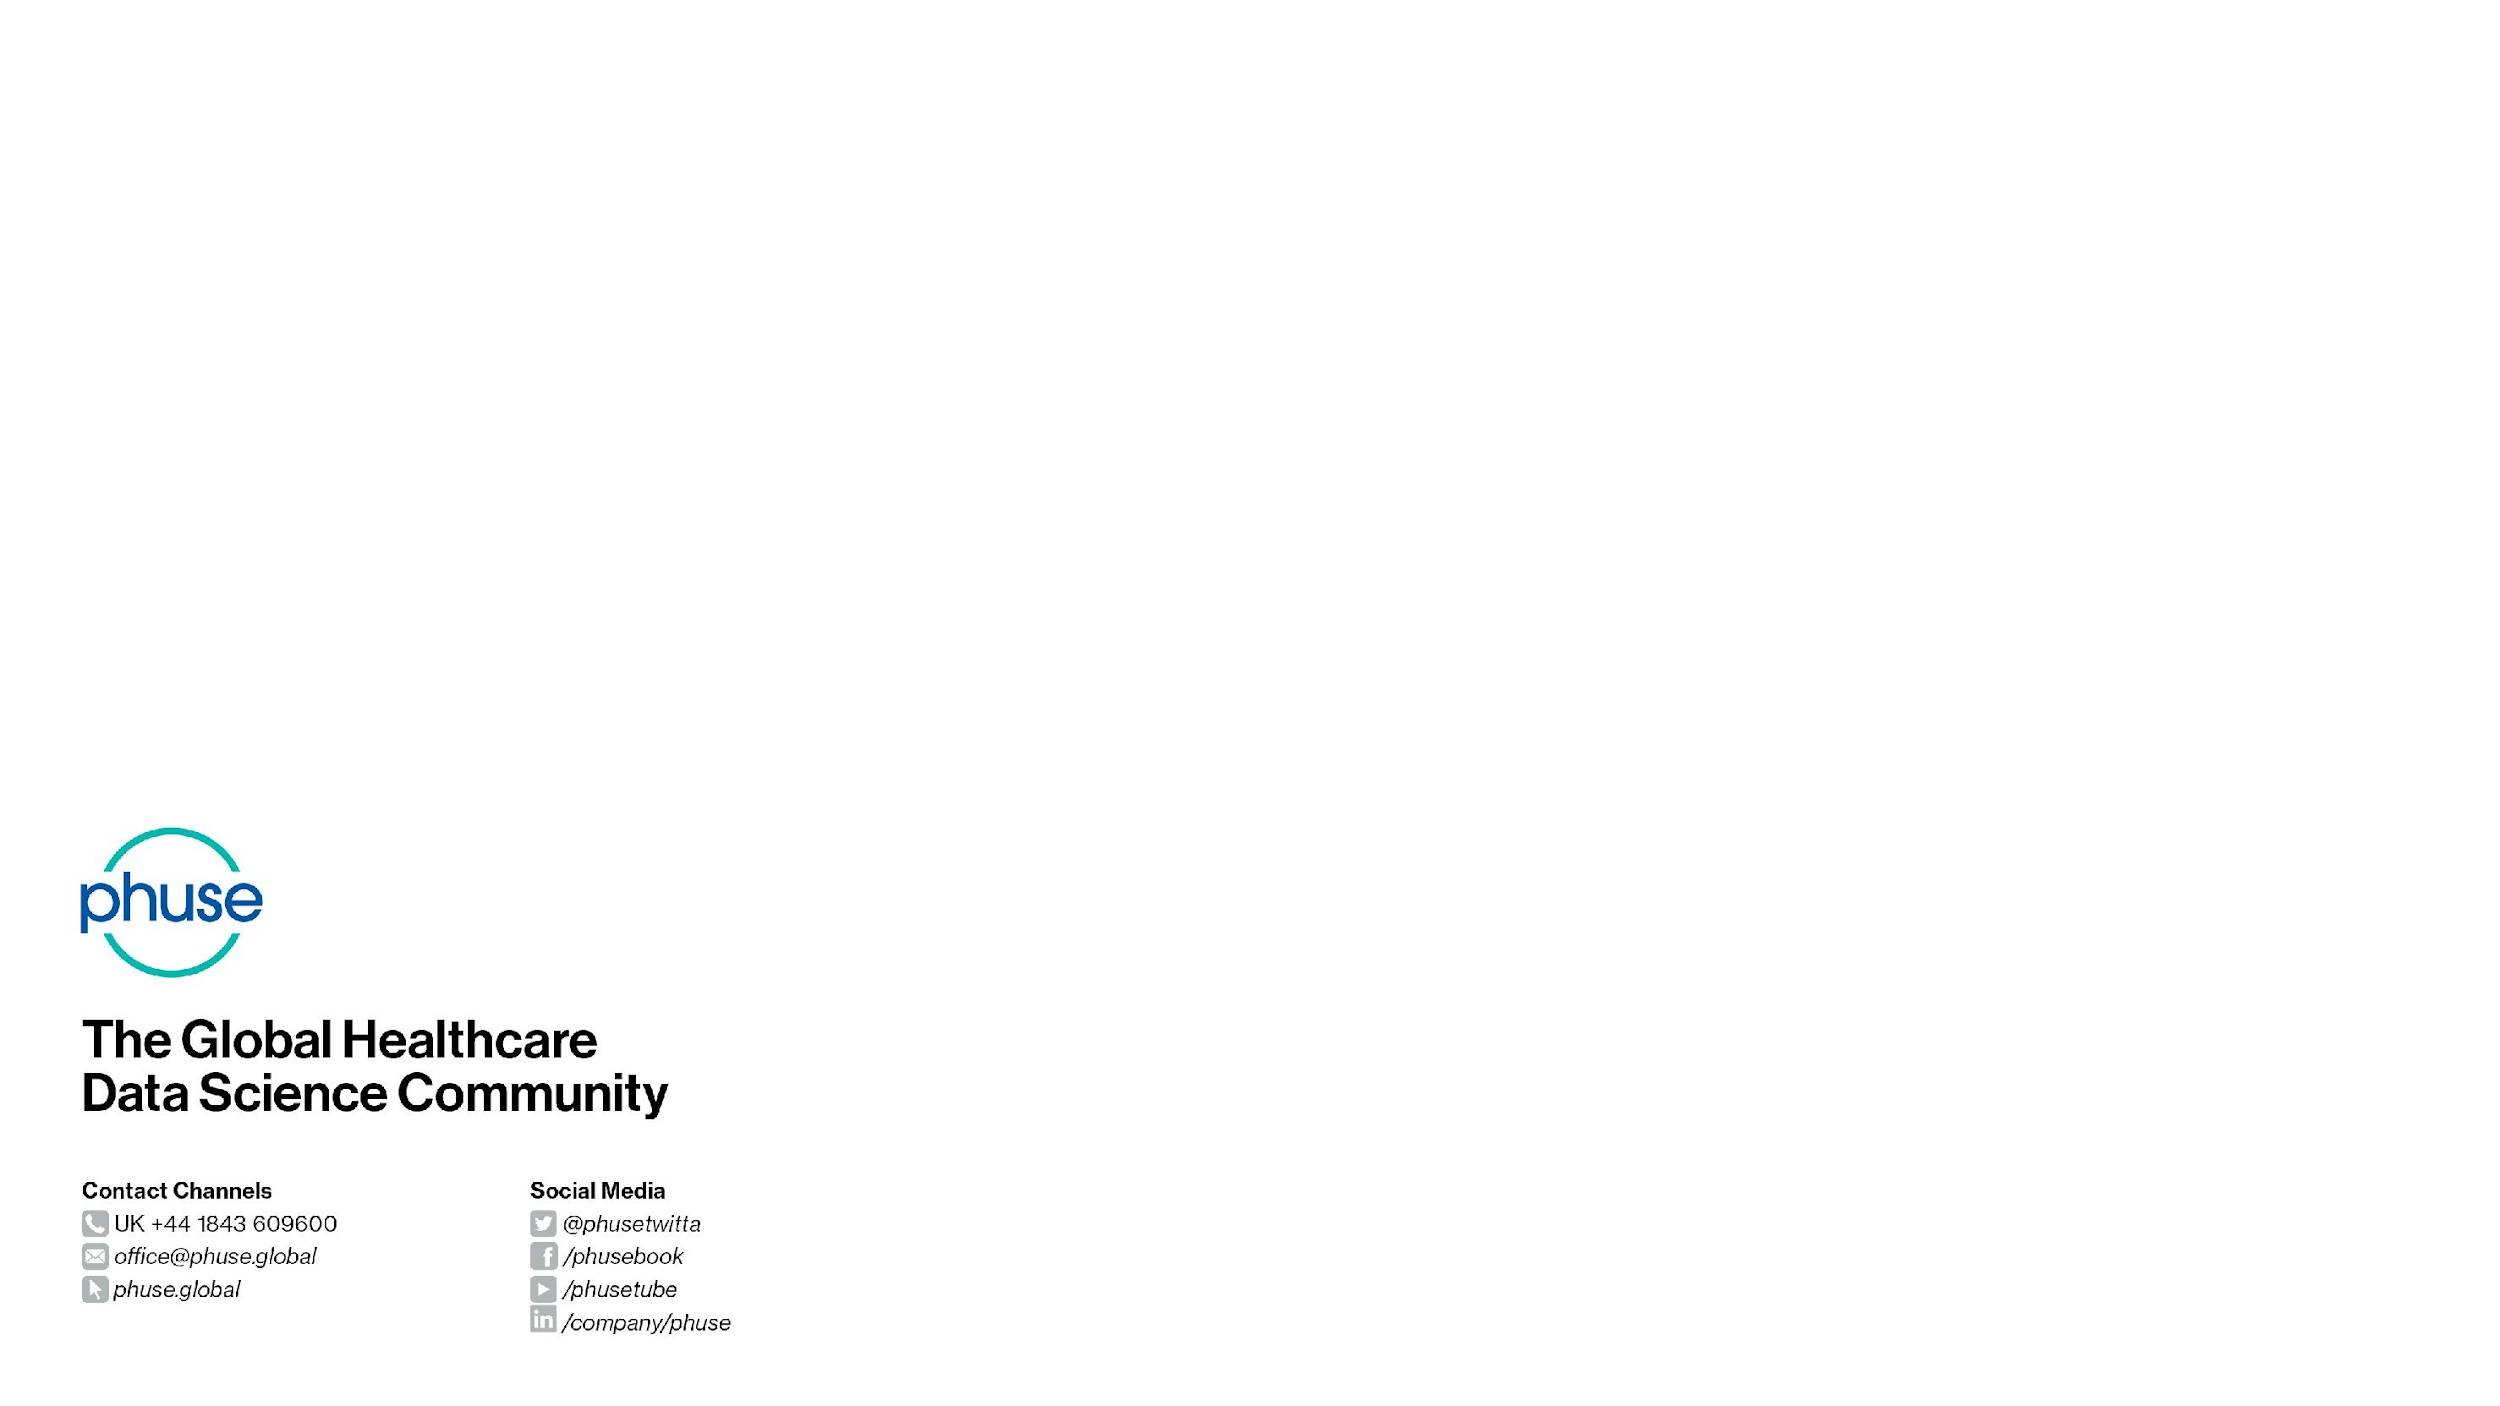 phuse
The Global Healthcare
Data Science Community
Contact Channels
UK +44 1843 609600
office@phuse.global
phuse.global
Social Media
@phusetwitta
/phusebook
/phusetube
/company/phuse